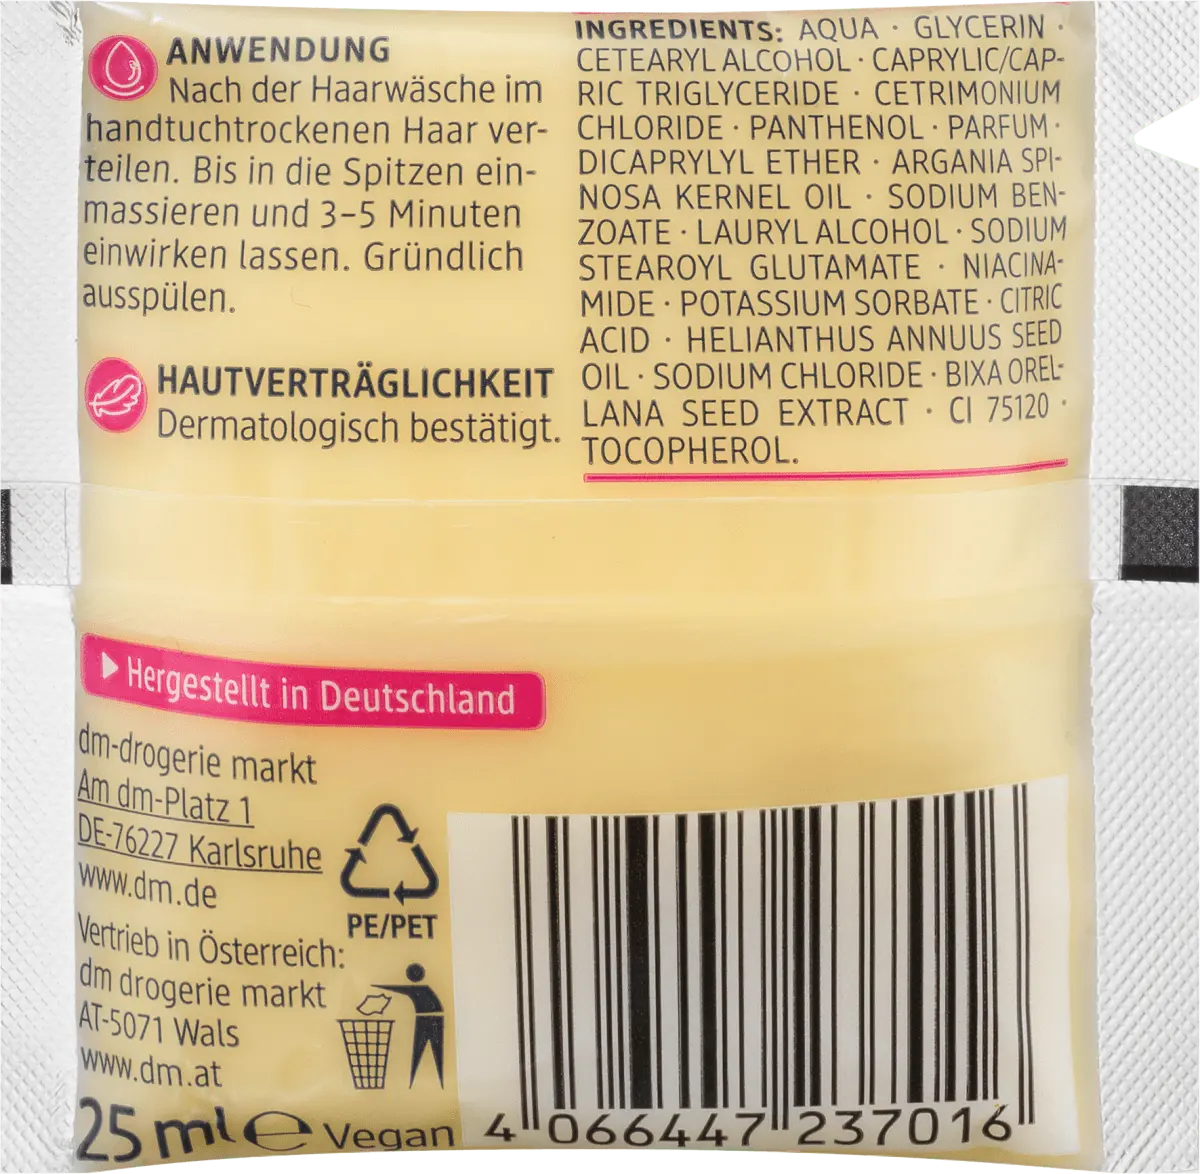 ANWENDUNG
Nach der Haarwäsche im
handtuchtrockenen Haar ver-
teilen. Bis in die Spitzen ein-
massieren und 3–5 Minuten
einwirken lassen. Gründlich
ausspülen.
HAUTVERTRÄGLICHKEIT
Dermatologisch bestätigt.
INGREDIENTS: AQUA · GLYCERIN ·
CETEARYL ALCOHOL · CAPRYLIC/CAP-
RIC TRIGLYCERIDE · CETRIMONIUM
CHLORIDE · PANTHENOL · PARFUM ·
DICAPRYLYL ETHER · ARGANIA SPI-
NOSA KERNEL OIL · SODIUM BEN-
ZOATE · LAURYL ALCOHOL · SODIUM
STEAROYL GLUTAMATE · NIACINA-
MIDE · POTASSIUM SORBATE · CITRIC
ACID · HELIANTHUS ANNUUS SEED
OIL · SODIUM CHLORIDE · BIXA OREL-
LANA SEED EXTRACT · CI 75120 ·
TOCOPHEROL.
Hergestellt in Deutschland
dm-drogerie markt
Am dm-Platz 1
DE-76227 Karlsruhe
www.dm.de
Vertrieb in Österreich:
dm drogerie markt
AT-5071 Wals
www.dm.at
PE/PET
25 ml ℮ Vegan
4 066447 237016